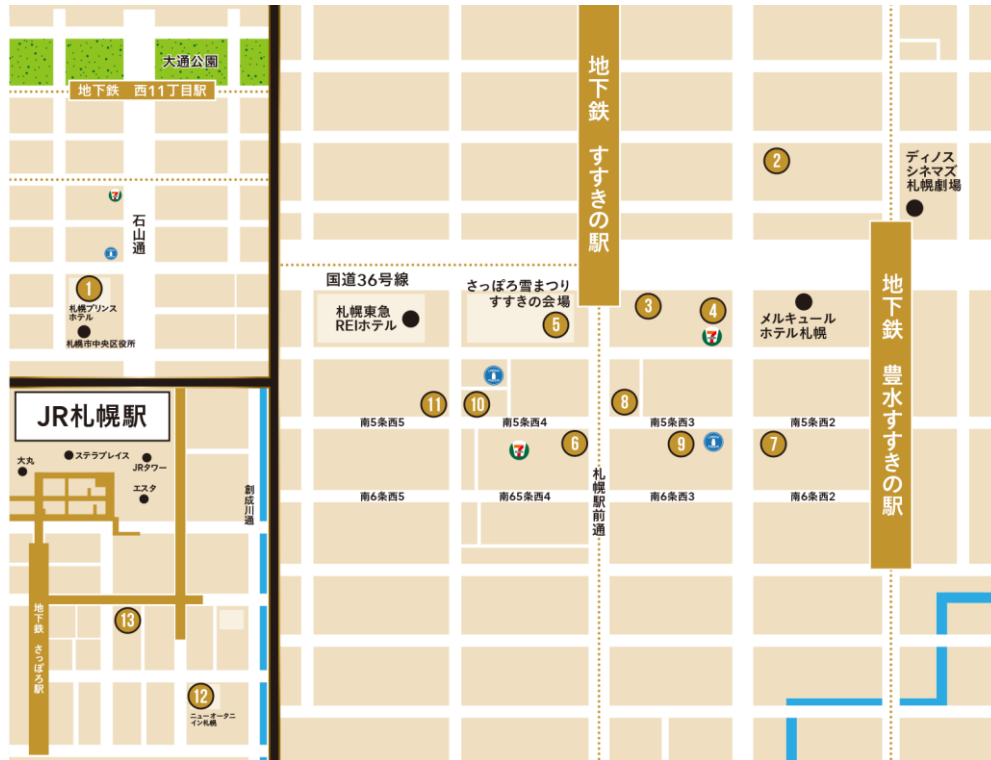 大通公園
地下鉄 西11丁目駅
石山通
1
札幌プリンス
ホテル
札幌市中央区役所
JR札幌駅
大丸
ステラプレイス
JRタワー
エスタ
創成川通
地下鉄 さっぽろ駅
13
12
ニューオータニ
イン札幌
地下鉄 すすきの駅
2
ディノス
シネマズ
札幌劇場
国道36号線
さっぽろ雪まつり
すすきの会場
札幌東急
REIホテル
5
3
4
メルキュール
ホテル札幌
地下鉄 豊水すすきの駅
7
7
11
10
8
南5条西5
南5条西4
南5条西3
南5条西2
7
6
9
7
札幌駅前通
南6条西5
南65条西4
南6条西3
南6条西2